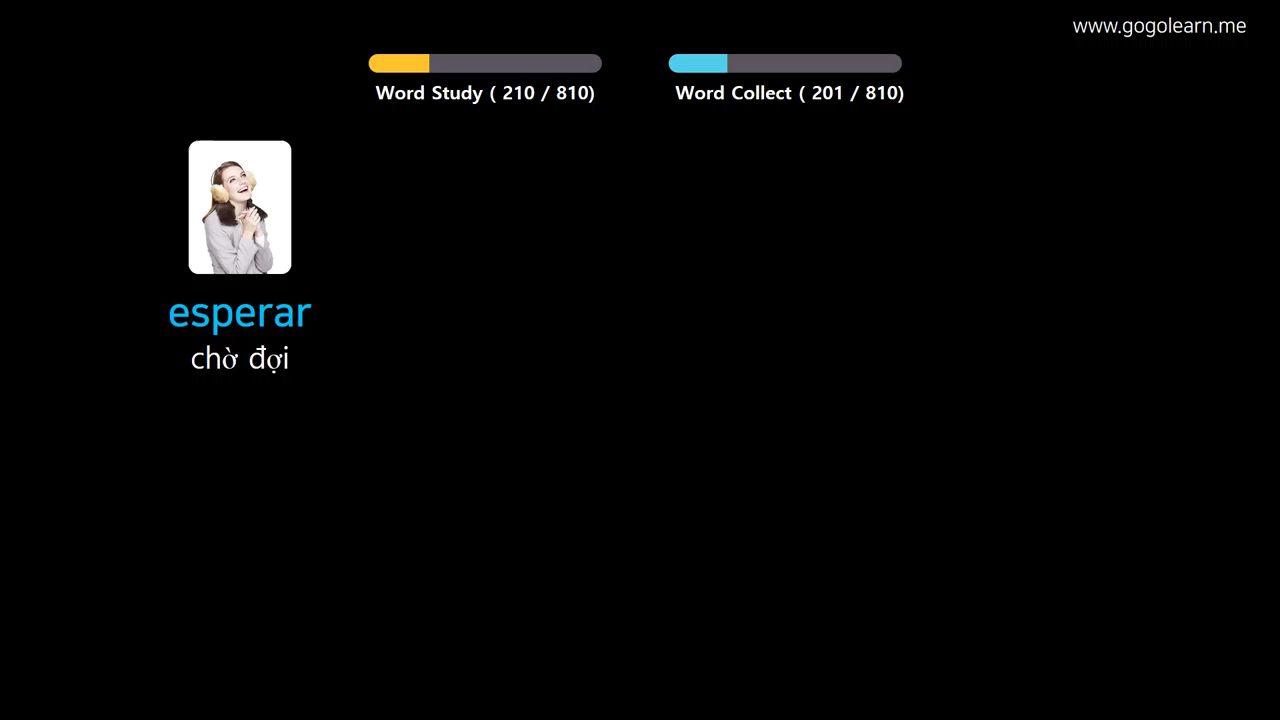 www.gogolearn.me
Word Study ( 210 / 810)
Word Collect ( 201 / 810)
esperar
chờ đợi